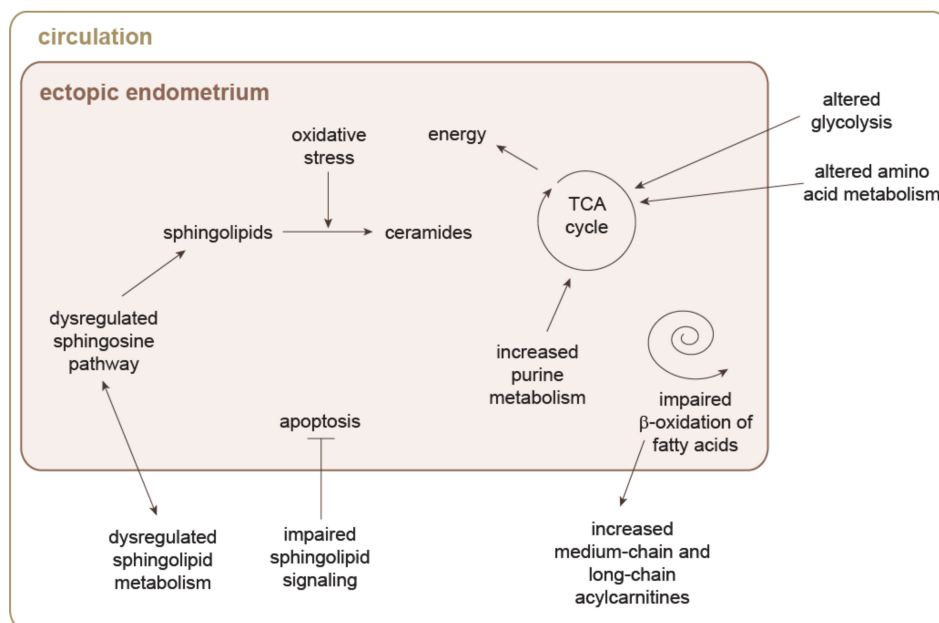 circulation
ectopic endometrium
oxidative
stress
energy
altered
glycolysis
altered amino
acid metabolism
sphingolipids
ceramides
TCA
cycle
dysregulated
sphingosine
pathway
increased
purine
metabolism
impaired
β-oxidation of
fatty acids
apoptosis
dysregulated
sphingolipid
metabolism
impaired
sphingolipid
signaling
increased
medium-chain and
long-chain
acylcarnitines